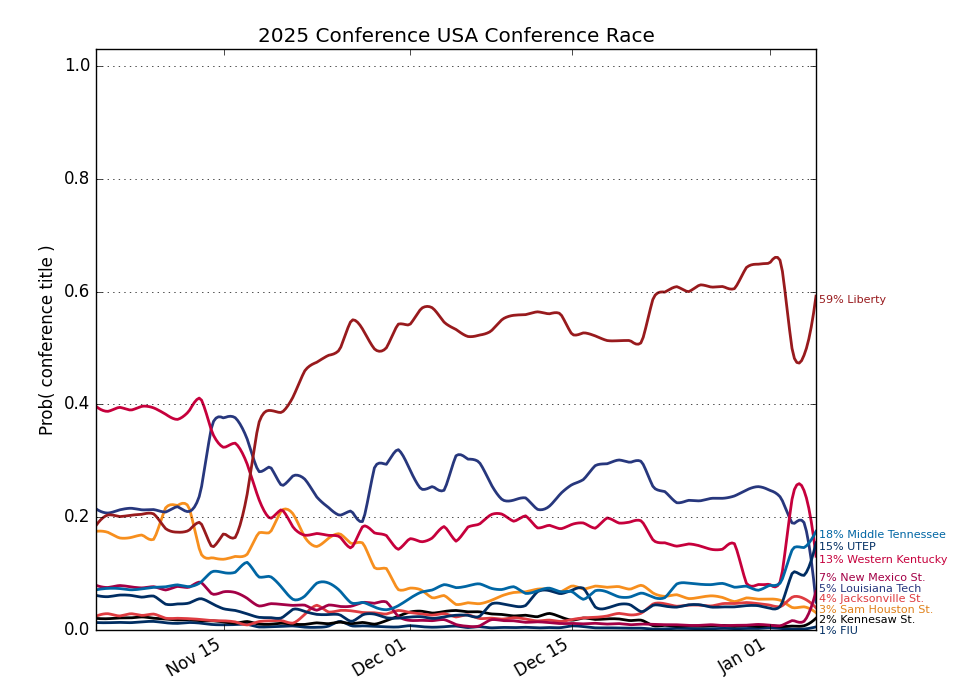 2025 Conference USA Conference Race
Prob( conference title )
1.0
0.8
0.6
0.4
0.2
0.0
Nov 15
Dec 01
Dec 15
Jan 01
59% Liberty
18% Middle Tennessee
15% UTEP
13% Western Kentucky
7% New Mexico St.
5% Louisiana Tech
4% Jacksonville St.
3% Sam Houston St.
2% Kennesaw St.
1% FIU